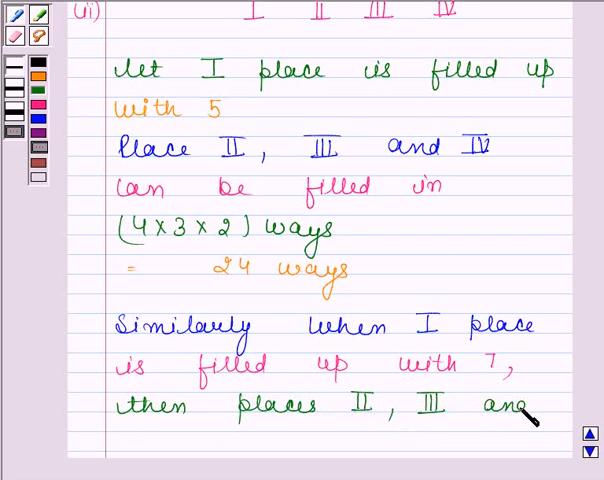 (ii) I II III IV
let I place is filled up
with 5
Place II, III and IV
can be filled in
(4 × 3 × 2) ways
= 24 ways
Similarly when I place
is filled up with 7,
then places II, III and